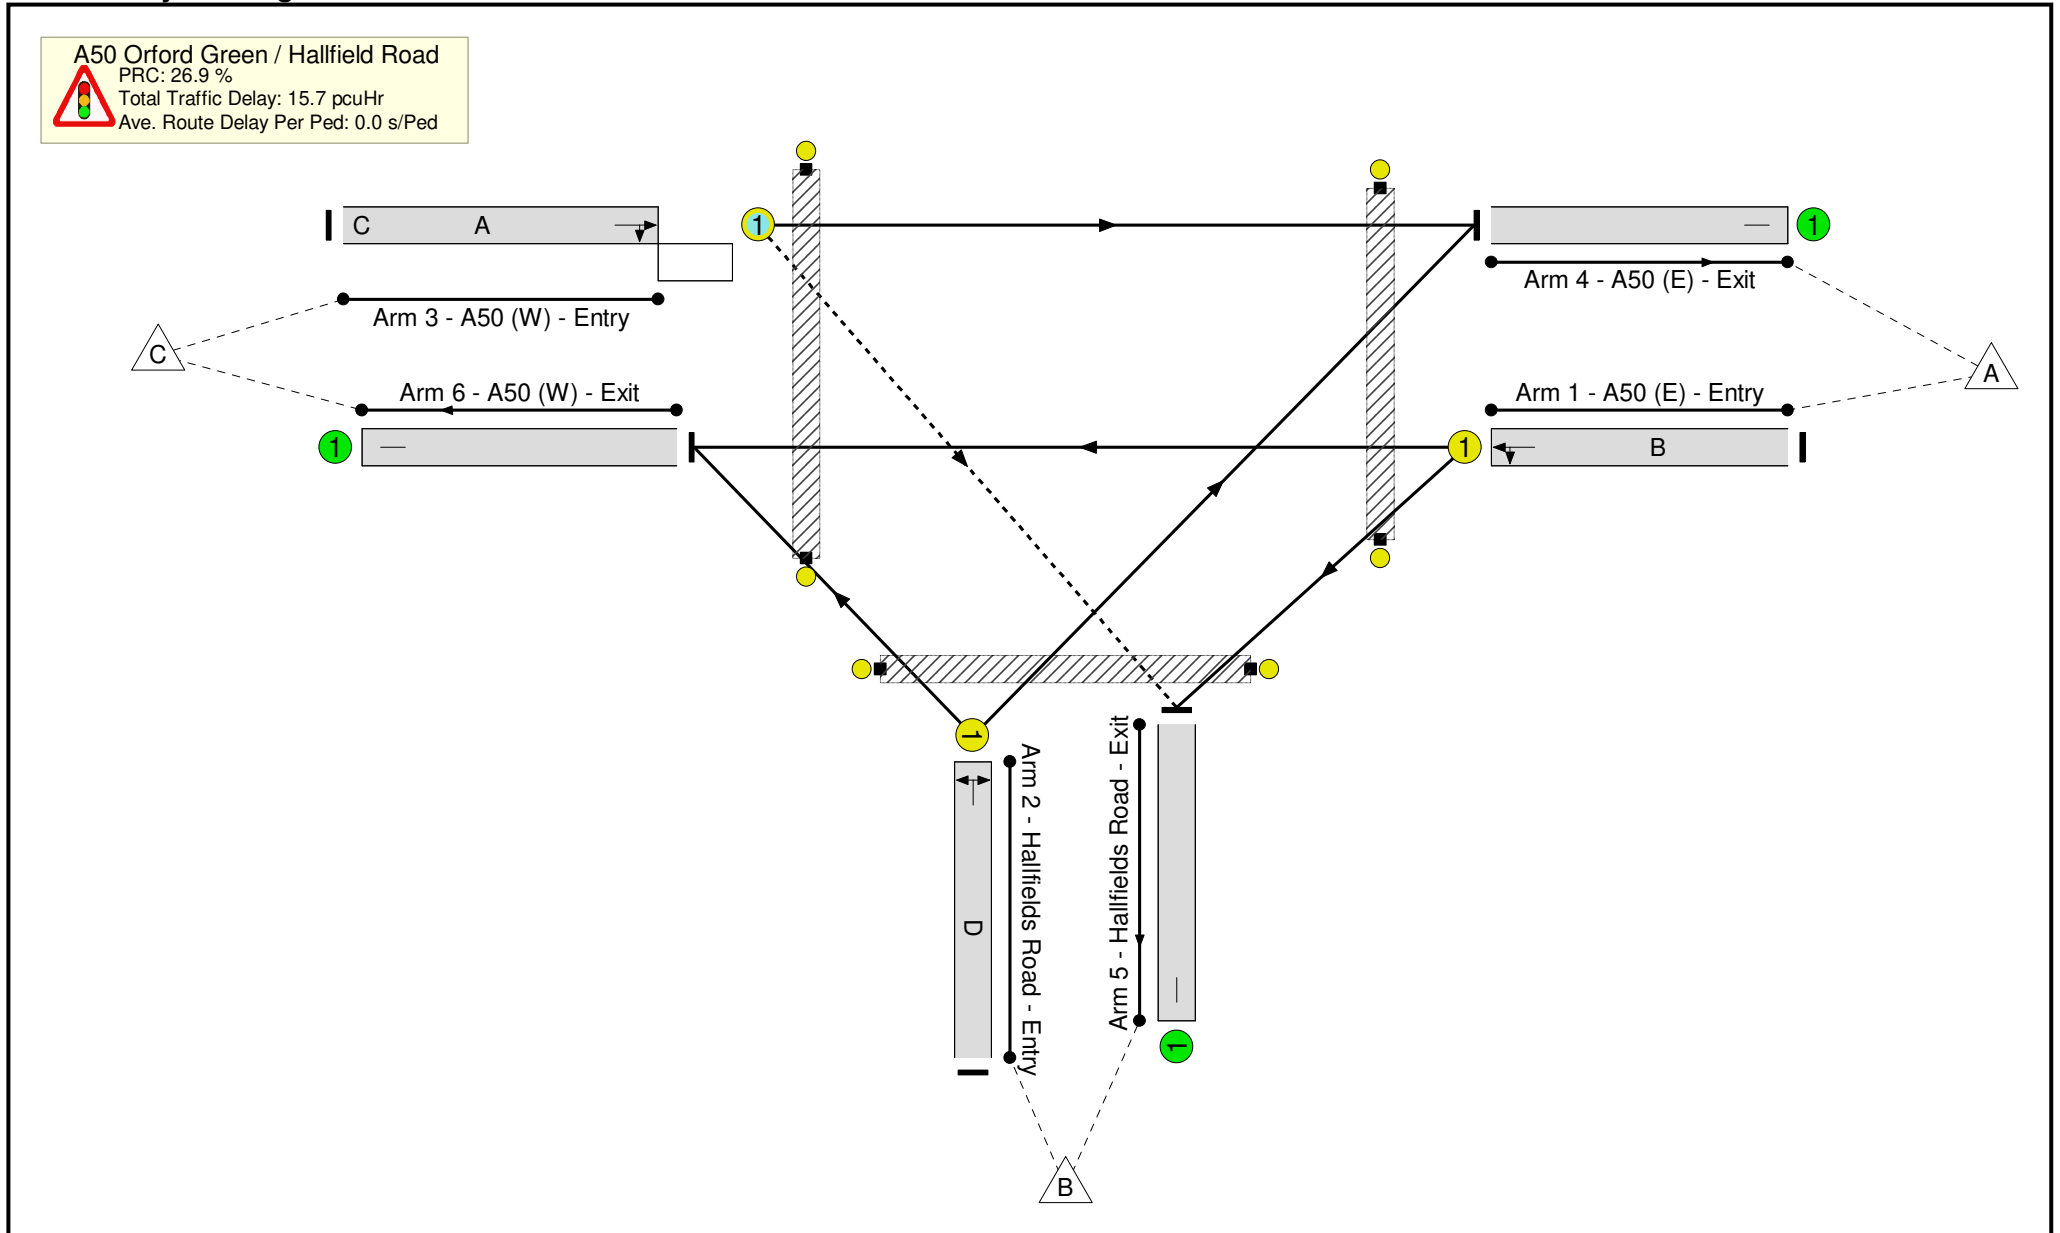 A50 Orford Green / Hallfield Road
PRC: 26.9 %
Total Traffic Delay: 15.7 pcuHr
Ave. Route Delay Per Ped: 0.0 s/Ped
C A
1
1
Arm 4 - A50 (E) - Exit
Arm 3 - A50 (W) - Entry
C
A
Arm 6 - A50 (W) - Exit
Arm 1 - A50 (E) - Entry
1
1
B
1
Arm 2 - Hallfields Road - Entry
Arm 5 - Hallfields Road - Exit
D
1
B